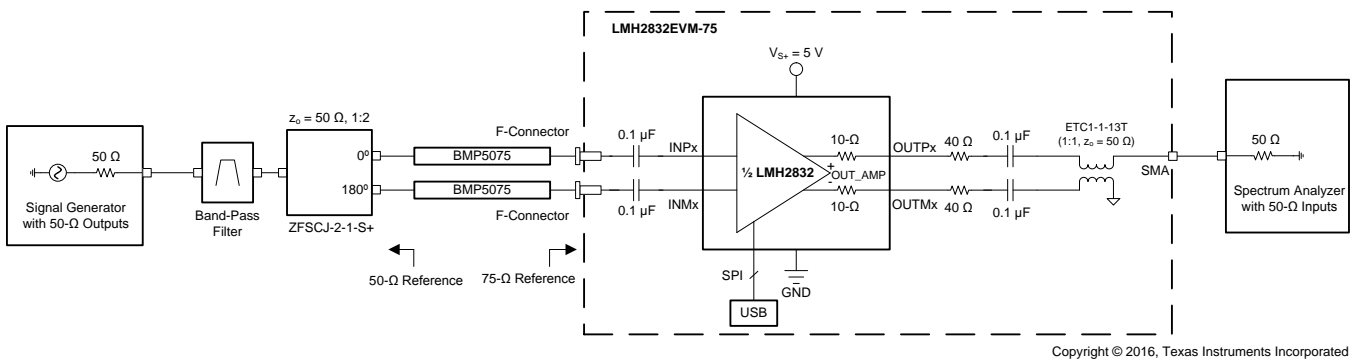 LMH2832EVM-75
V_S+ = 5 V
z_o = 50 Ω, 1:2
50 Ω
Signal Generator
with 50-Ω Outputs
Band-Pass
Filter
0º
180º
ZFSCJ-2-1-S+
F-Connector
BMP5075
BMP5075
F-Connector
50-Ω Reference
75-Ω Reference
0.1 µF
0.1 µF
INPx
INMx
½ LMH2832
10-Ω
+
OUT_AMP
-
10-Ω
SPI
USB
GND
OUTPx
OUTMx
40 Ω
40 Ω
0.1 µF
0.1 µF
ETC1-1-13T
(1:1, z_o = 50 Ω)
SMA
50 Ω
Spectrum Analyzer
with 50-Ω Inputs
Copyright © 2016, Texas Instruments Incorporated